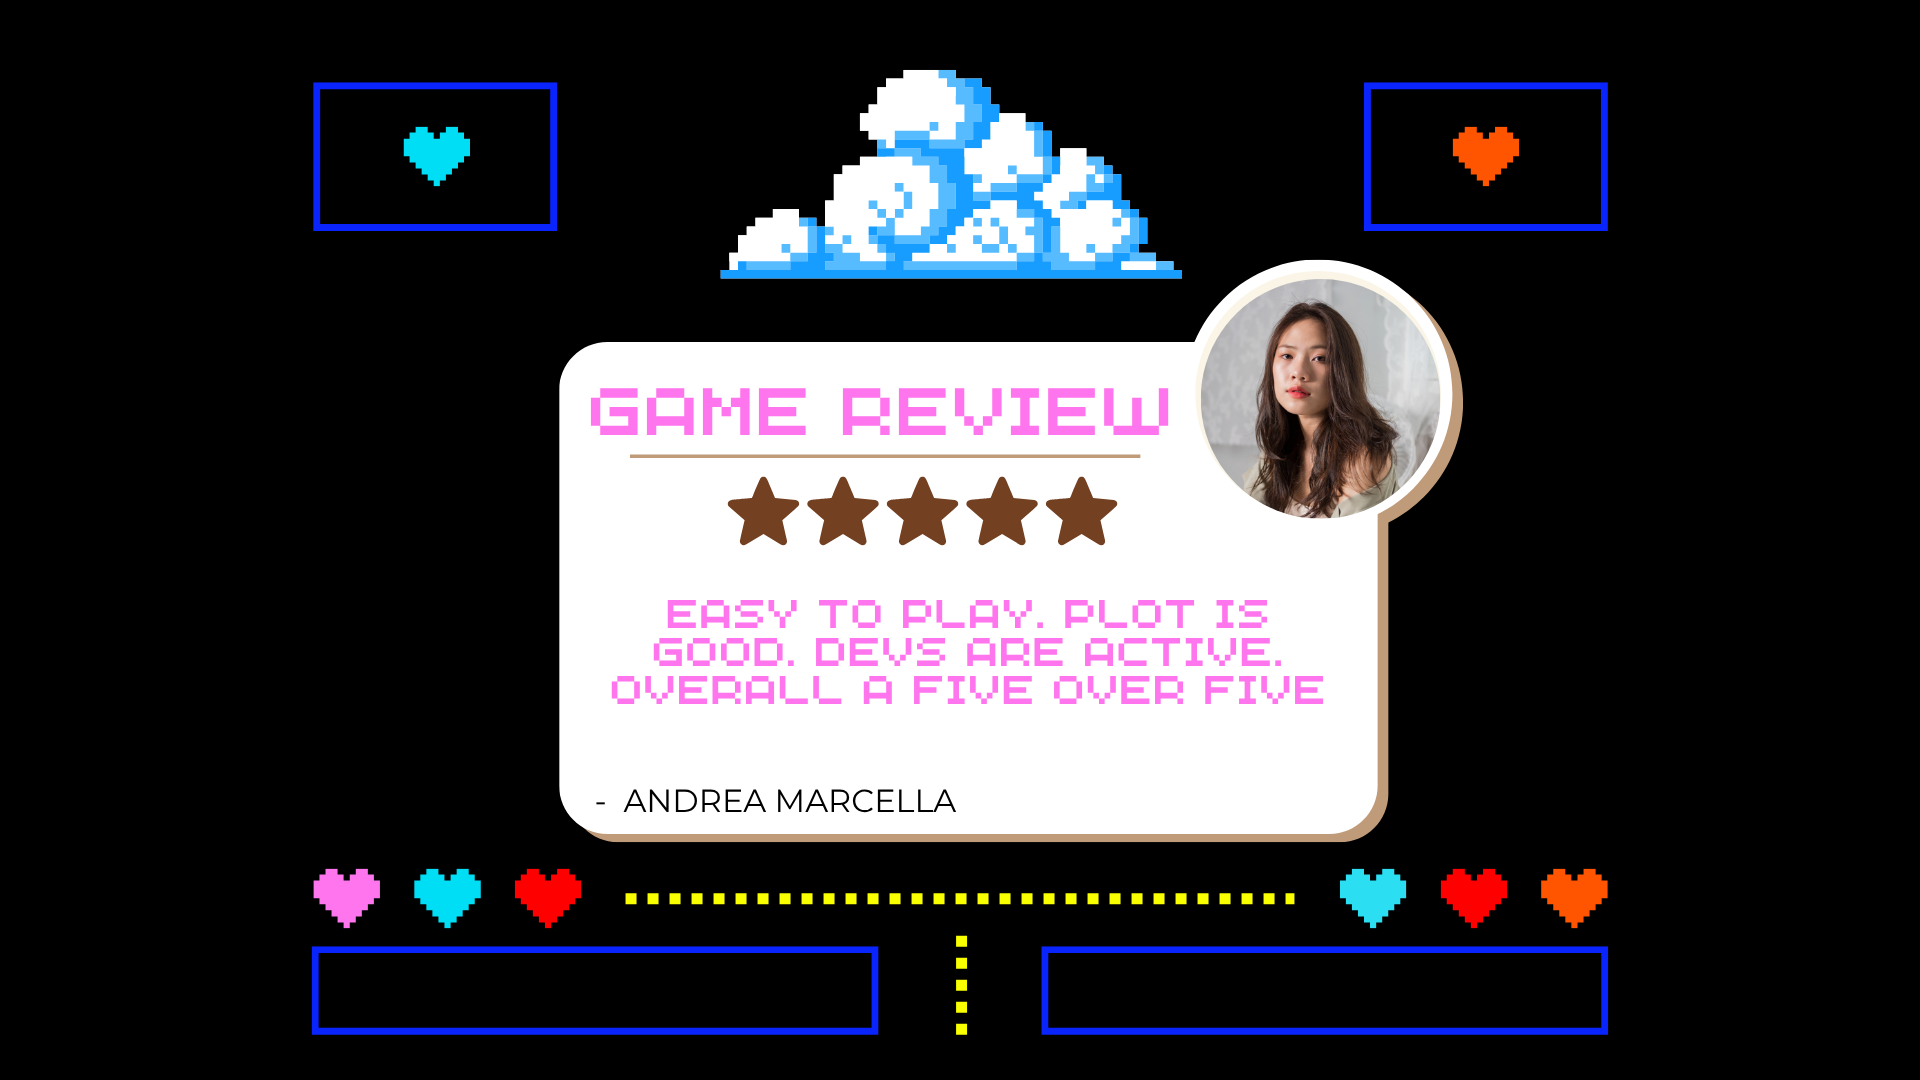 GAME REVIEW
EASY TO PLAY. PLOT IS
GOOD. DEVS ARE ACTIVE.
OVERALL A FIVE OVER FIVE
- ANDREA MARCELLA